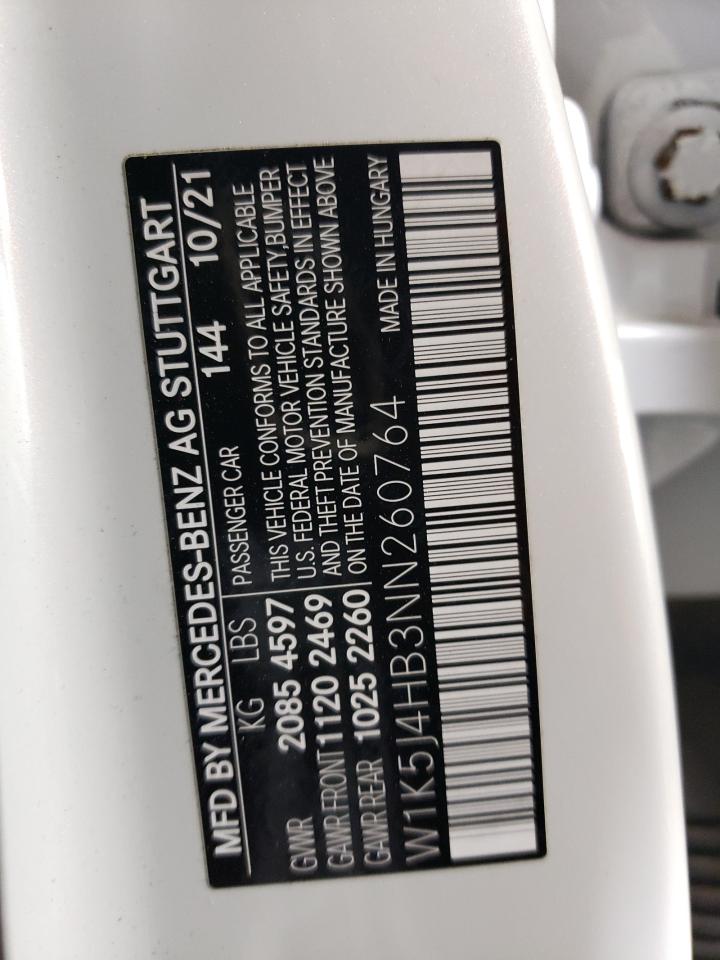 MFD BY MERCEDES-BENZ AG STUTTGART
KG LBS 144 10/21
GVWR 2085 4597
GAWR FRONT 1120 2469
GAWR REAR 1025 2260
PASSENGER CAR
THIS VEHICLE CONFORMS TO ALL APPLICABLE
U.S. FEDERAL MOTOR VEHICLE SAFETY,BUMPER
AND THEFT PREVENTION STANDARDS IN EFFECT
ON THE DATE OF MANUFACTURE SHOWN ABOVE
W1K5J4HB3NN260764 MADE IN HUNGARY